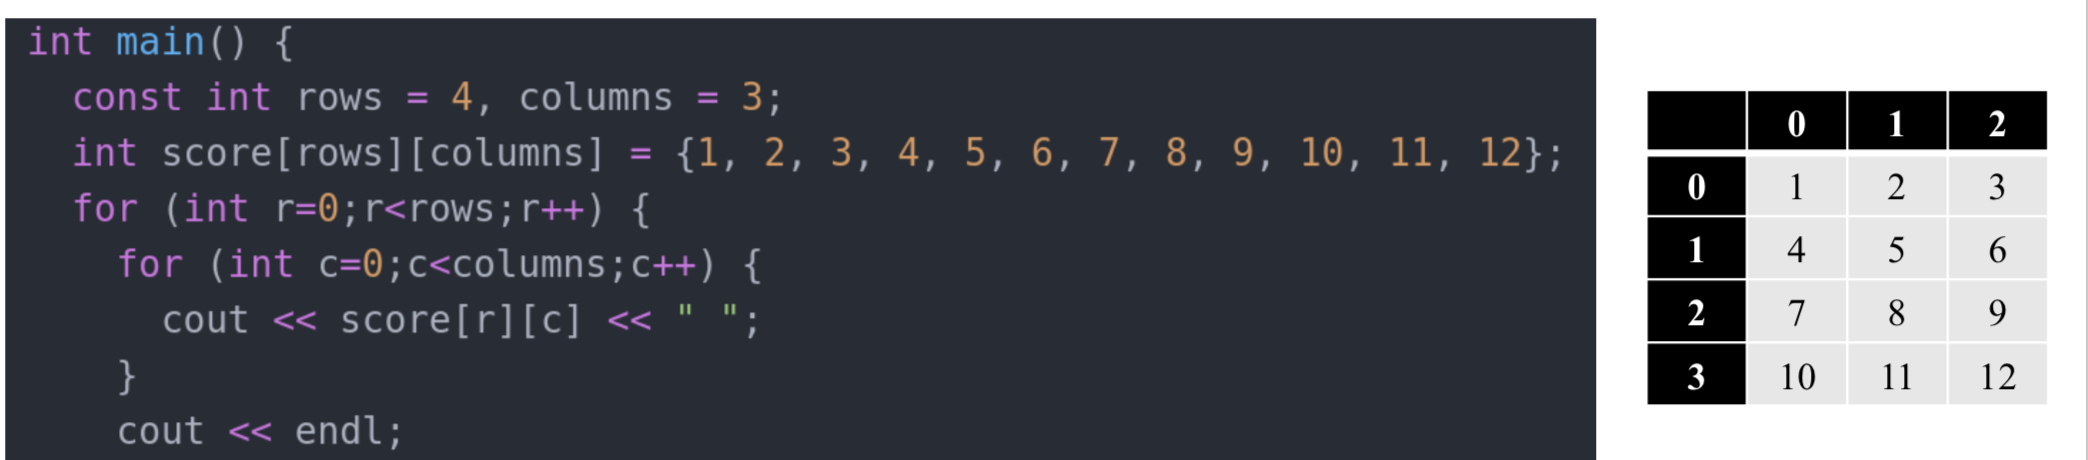 int main() {
  const int rows = 4, columns = 3;
  int score[rows][columns] = {1, 2, 3, 4, 5, 6, 7, 8, 9, 10, 11, 12};
  for (int r=0;r<rows;r++) {
    for (int c=0;c<columns;c++) {
      cout << score[r][c] << " ";
    }
    cout << endl;
0 1 2
0 1 2 3
1 4 5 6
2 7 8 9
3 10 11 12